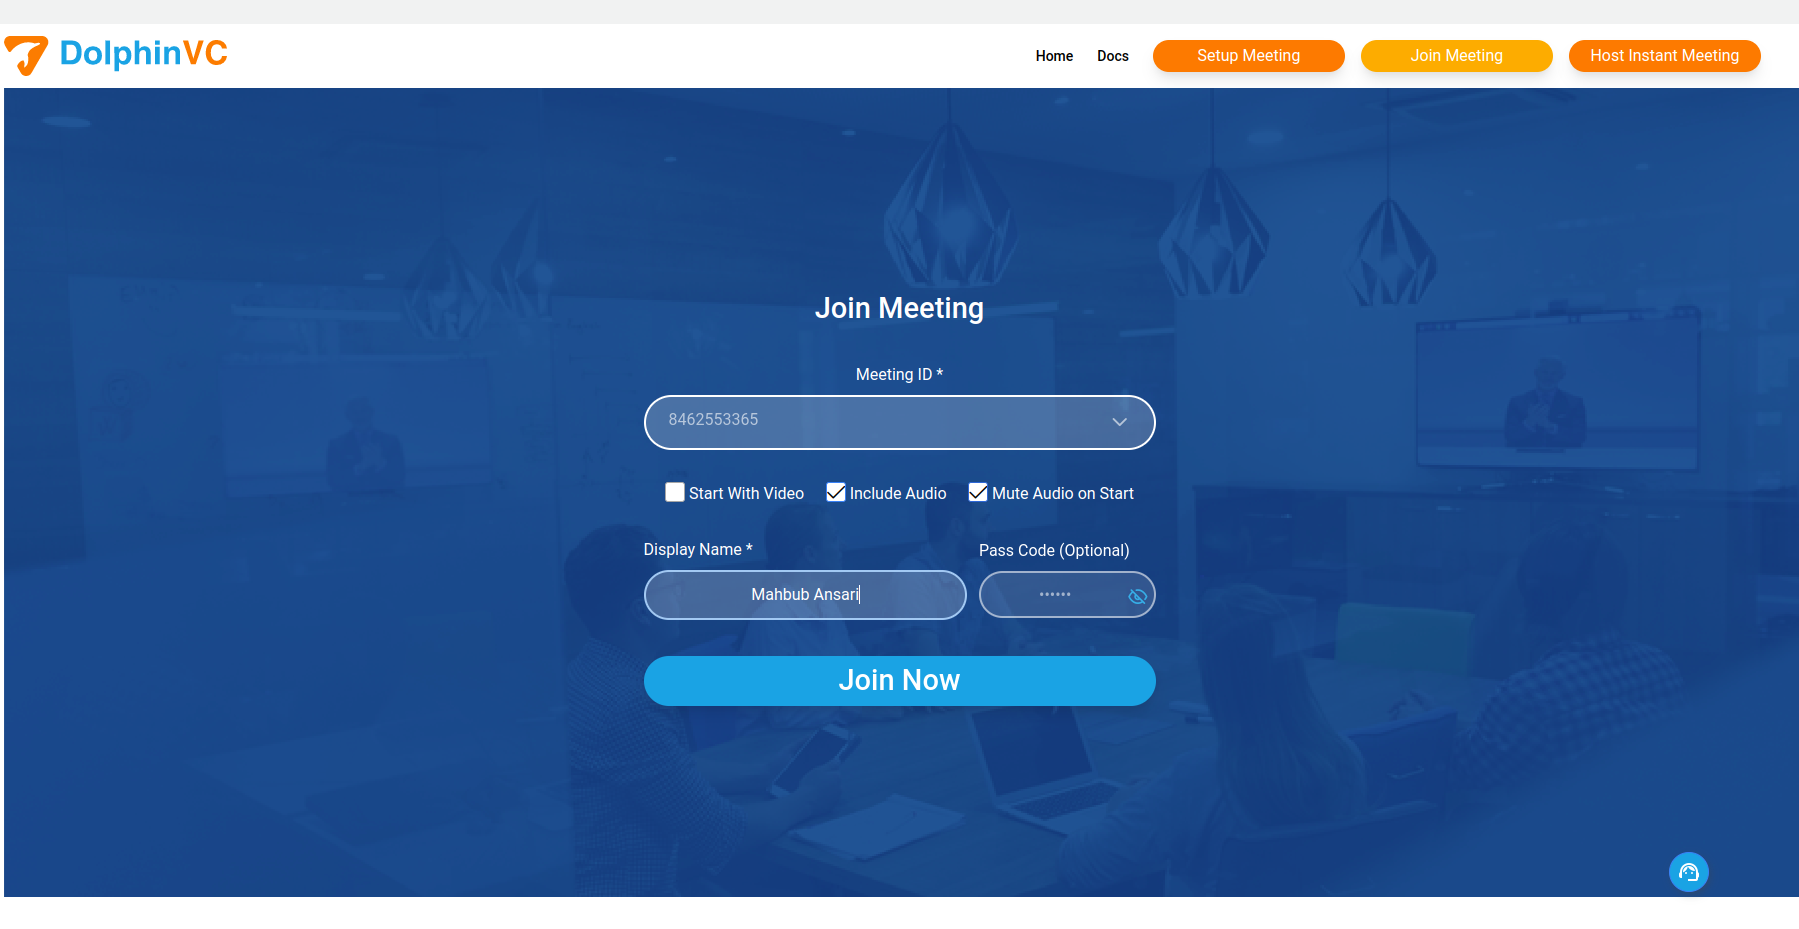 DolphinVC
Home Docs Setup Meeting Join Meeting Host Instant Meeting
Join Meeting
Meeting ID *
8462553365
Start With Video Include Audio Mute Audio on Start
Display Name * Pass Code (Optional)
Mahbub Ansari ••••••
Join Now